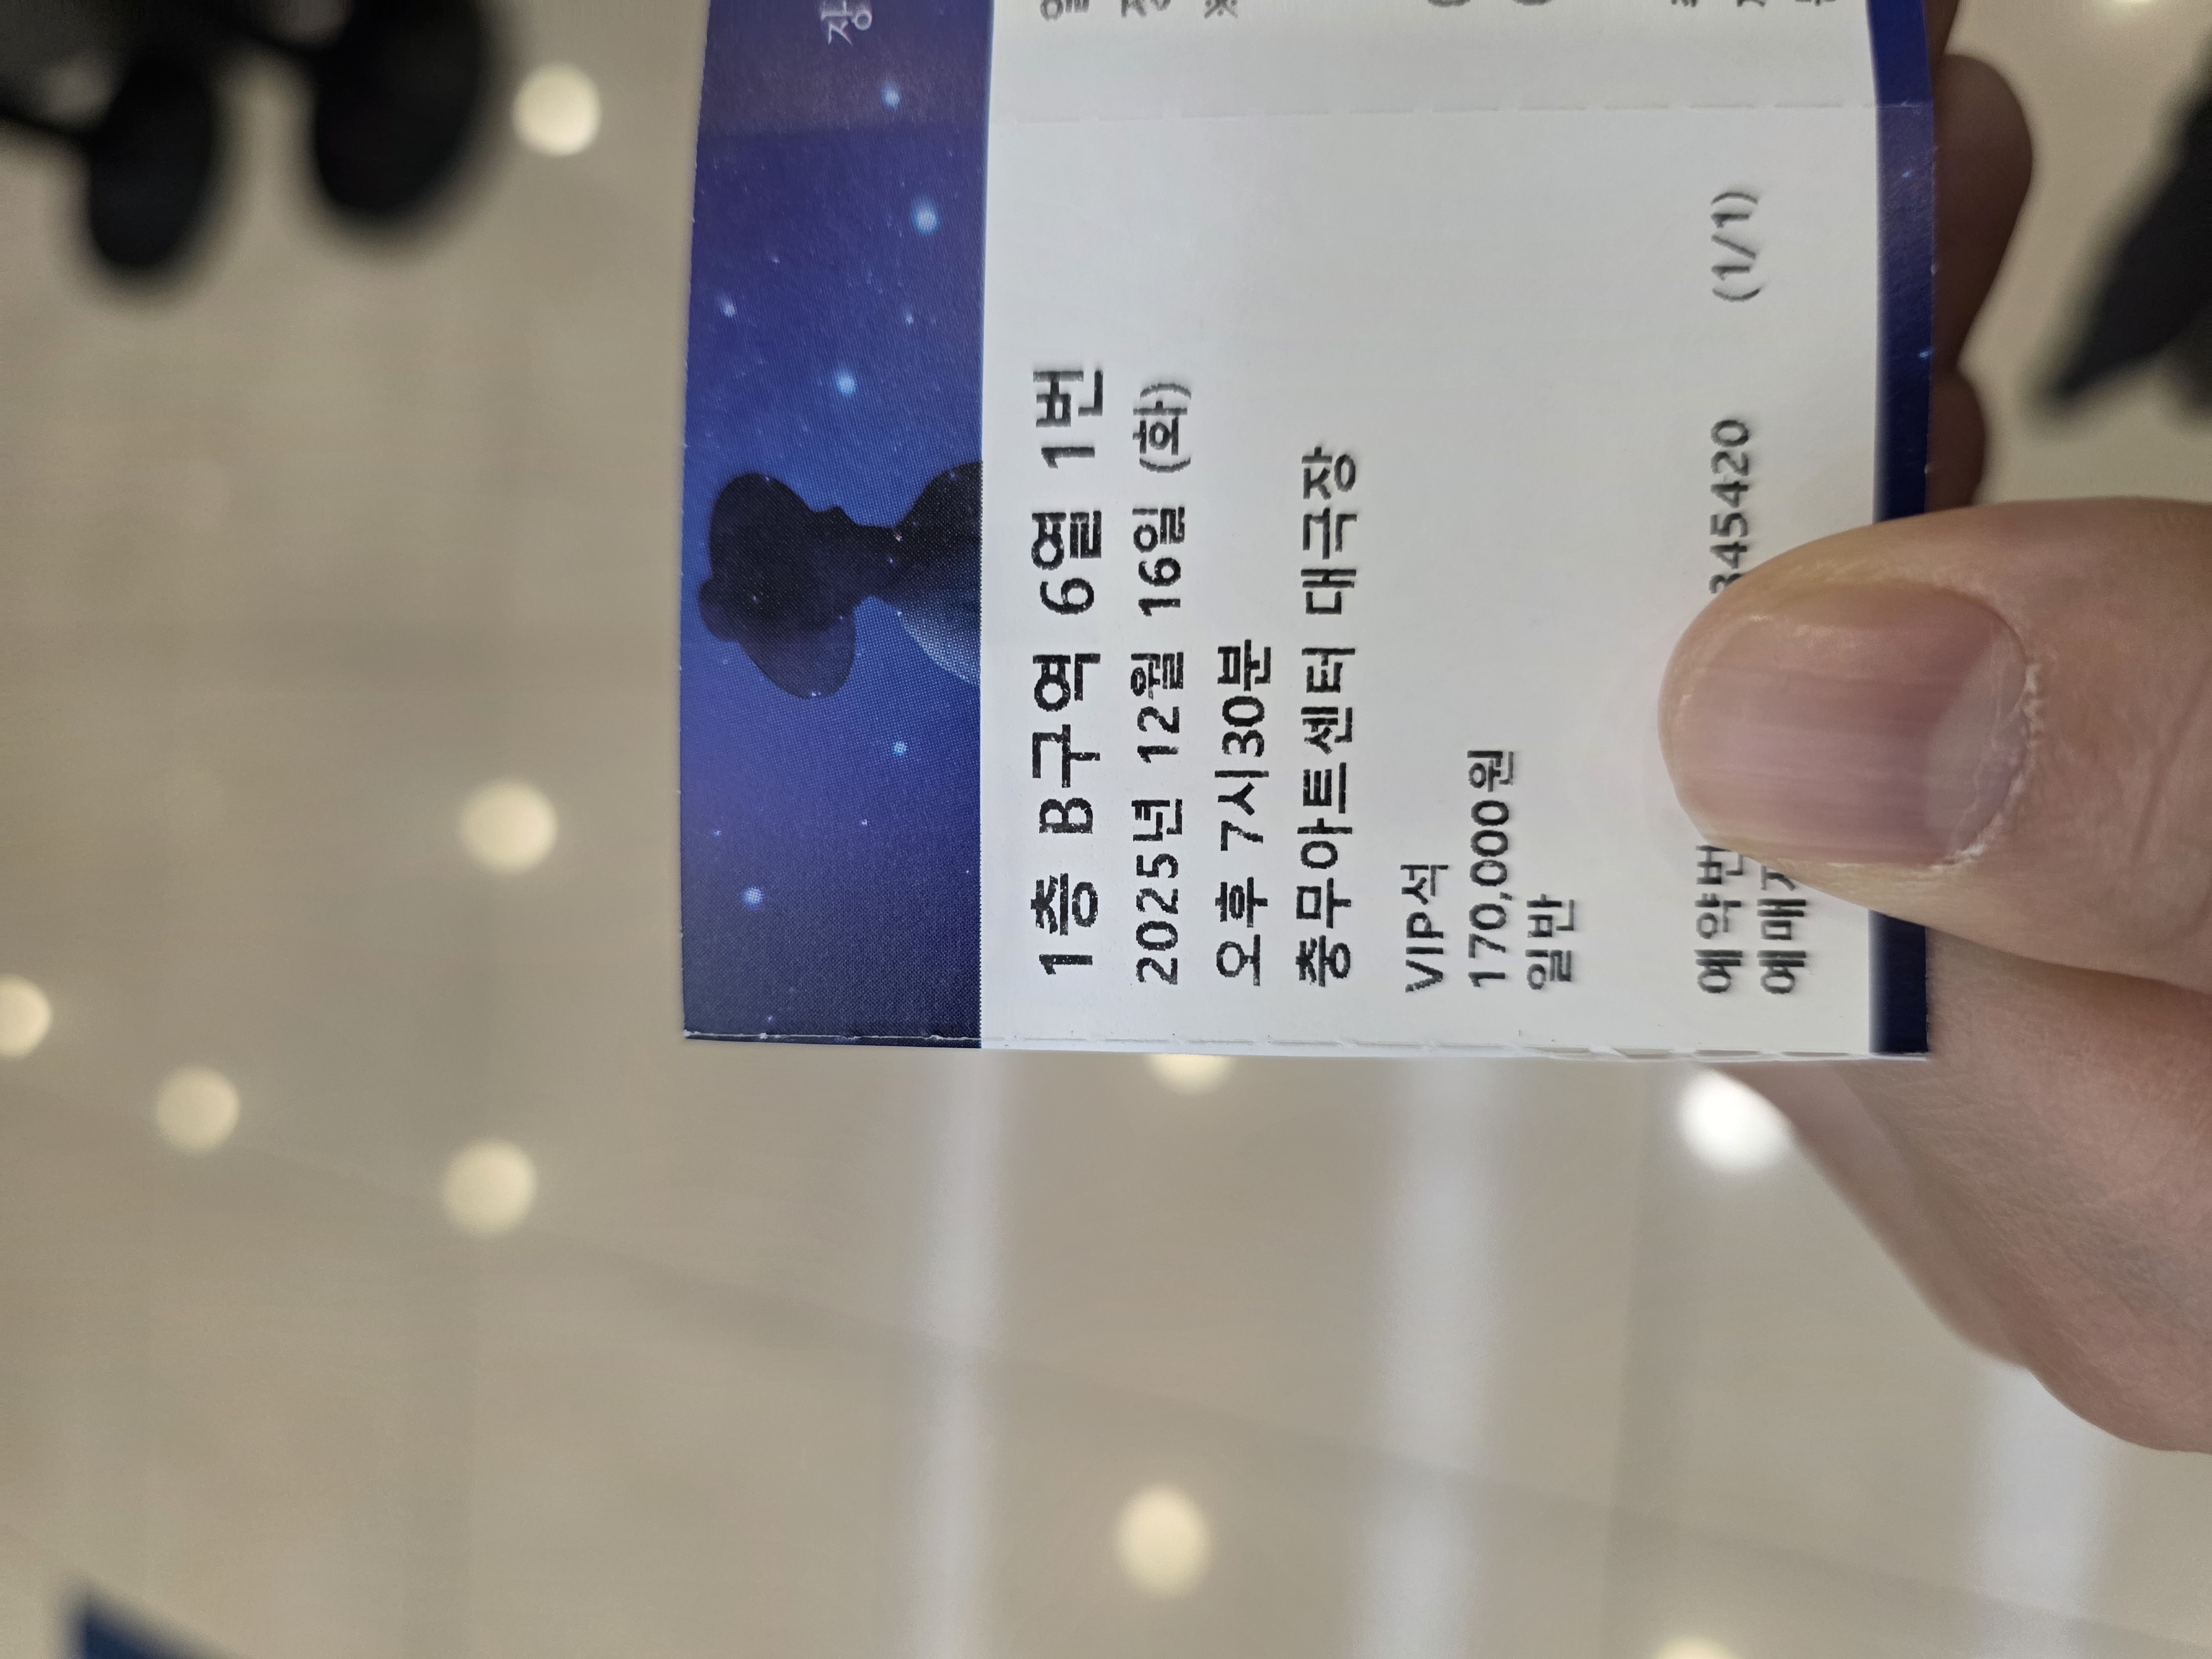 1층 B구역 6열 1번
2025년 12월 16일 (화)
오후 7시30분
충무아트센터 대극장
VIP석
170,000원
일반
345420 (1/1)